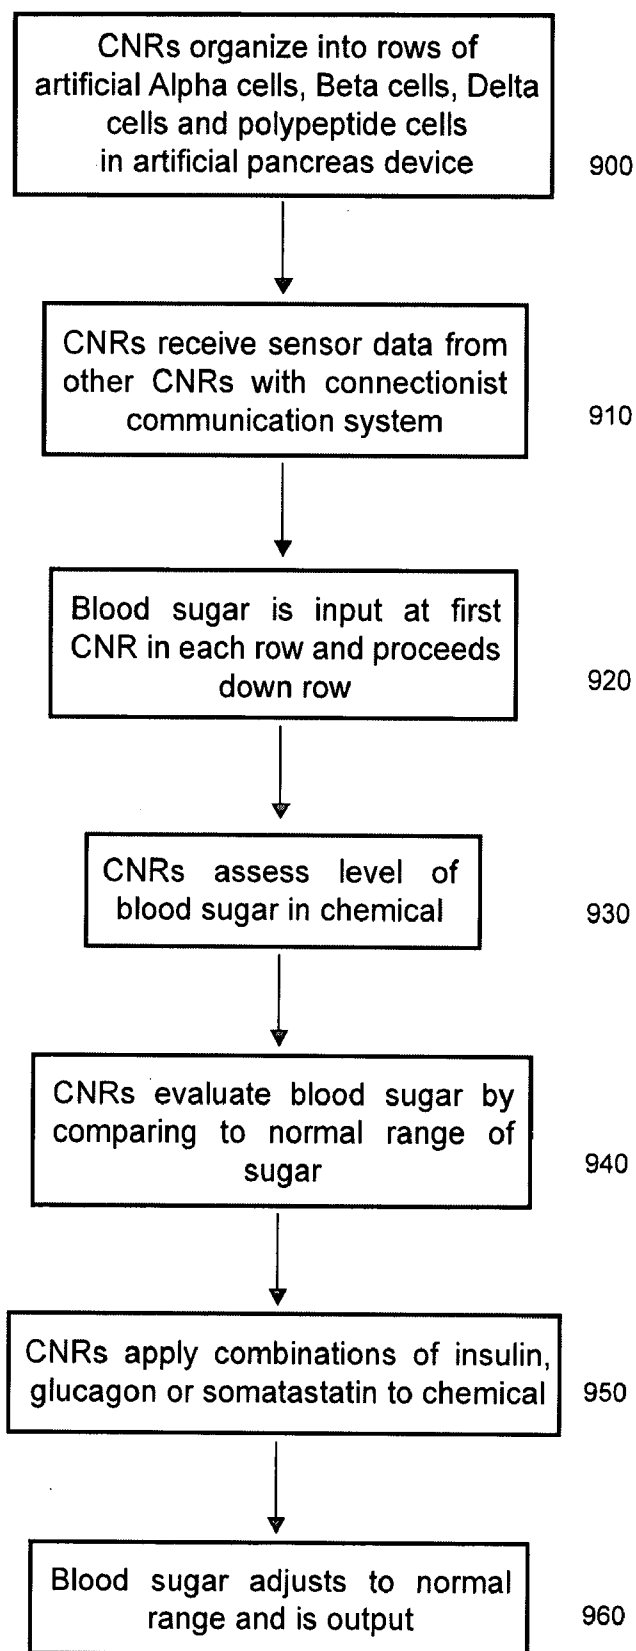 CNRs organize into rows of
artificial Alpha cells, Beta cells, Delta
cells and polypeptide cells
in artificial pancreas device
900
CNRs receive sensor data from
other CNRs with connectionist
communication system
910
Blood sugar is input at first
CNR in each row and proceeds
down row
920
CNRs assess level of
blood sugar in chemical
930
CNRs evaluate blood sugar by
comparing to normal range of
sugar
940
CNRs apply combinations of insulin,
glucagon or somatastatin to chemical
950
Blood sugar adjusts to normal
range and is output
960